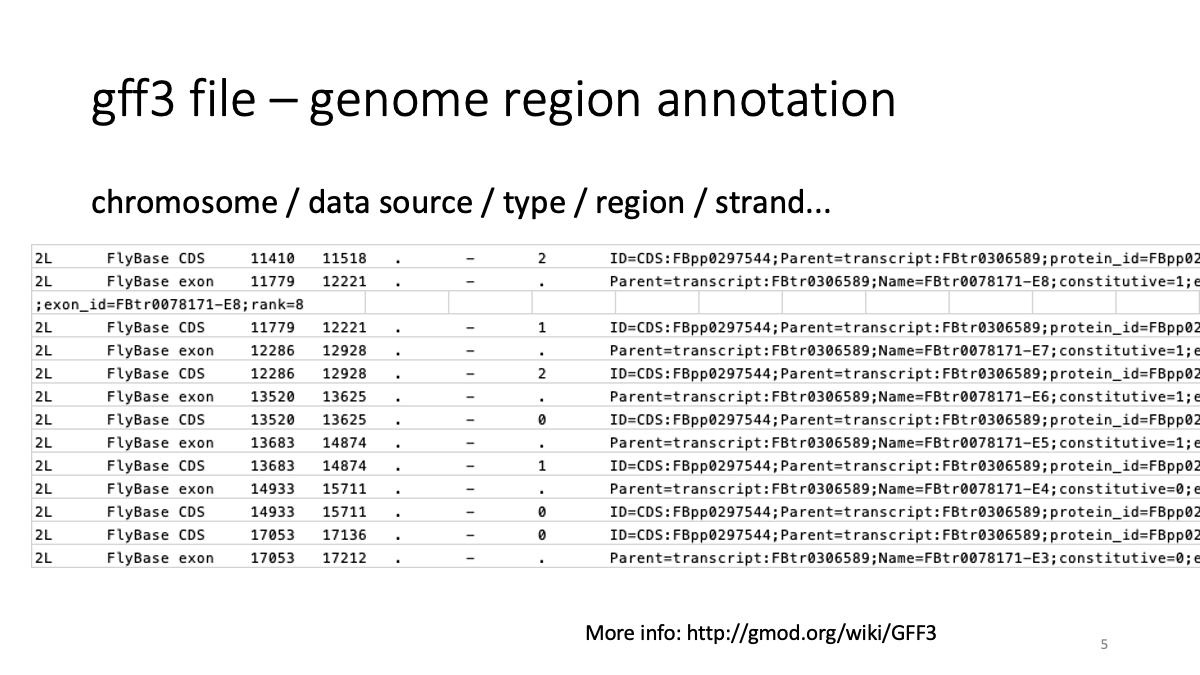 gff3 file – genome region annotation
chromosome / data source / type / region / strand...
2L FlyBase CDS 11410 11518 . – 2 ID=CDS:FBpp0297544;Parent=transcript:FBtr0306589;protein_id=FBpp02
2L FlyBase exon 11779 12221 . – . Parent=transcript:FBtr0306589;Name=FBtr0078171-E8;constitutive=1;e
;exon_id=FBtr0078171-E8;rank=8
2L FlyBase CDS 11779 12221 . – 1 ID=CDS:FBpp0297544;Parent=transcript:FBtr0306589;protein_id=FBpp02
2L FlyBase exon 12286 12928 . – . Parent=transcript:FBtr0306589;Name=FBtr0078171-E7;constitutive=1;e
2L FlyBase CDS 12286 12928 . – 2 ID=CDS:FBpp0297544;Parent=transcript:FBtr0306589;protein_id=FBpp02
2L FlyBase exon 13520 13625 . – . Parent=transcript:FBtr0306589;Name=FBtr0078171-E6;constitutive=1;e
2L FlyBase CDS 13520 13625 . – 0 ID=CDS:FBpp0297544;Parent=transcript:FBtr0306589;protein_id=FBpp02
2L FlyBase exon 13683 14874 . – . Parent=transcript:FBtr0306589;Name=FBtr0078171-E5;constitutive=1;e
2L FlyBase CDS 13683 14874 . – 1 ID=CDS:FBpp0297544;Parent=transcript:FBtr0306589;protein_id=FBpp02
2L FlyBase exon 14933 15711 . – . Parent=transcript:FBtr0306589;Name=FBtr0078171-E4;constitutive=0;e
2L FlyBase CDS 14933 15711 . – 0 ID=CDS:FBpp0297544;Parent=transcript:FBtr0306589;protein_id=FBpp02
2L FlyBase CDS 17053 17136 . – 0 ID=CDS:FBpp0297544;Parent=transcript:FBtr0306589;protein_id=FBpp02
2L FlyBase exon 17053 17212 . – . Parent=transcript:FBtr0306589;Name=FBtr0078171-E3;constitutive=0;e
More info: http://gmod.org/wiki/GFF3
5